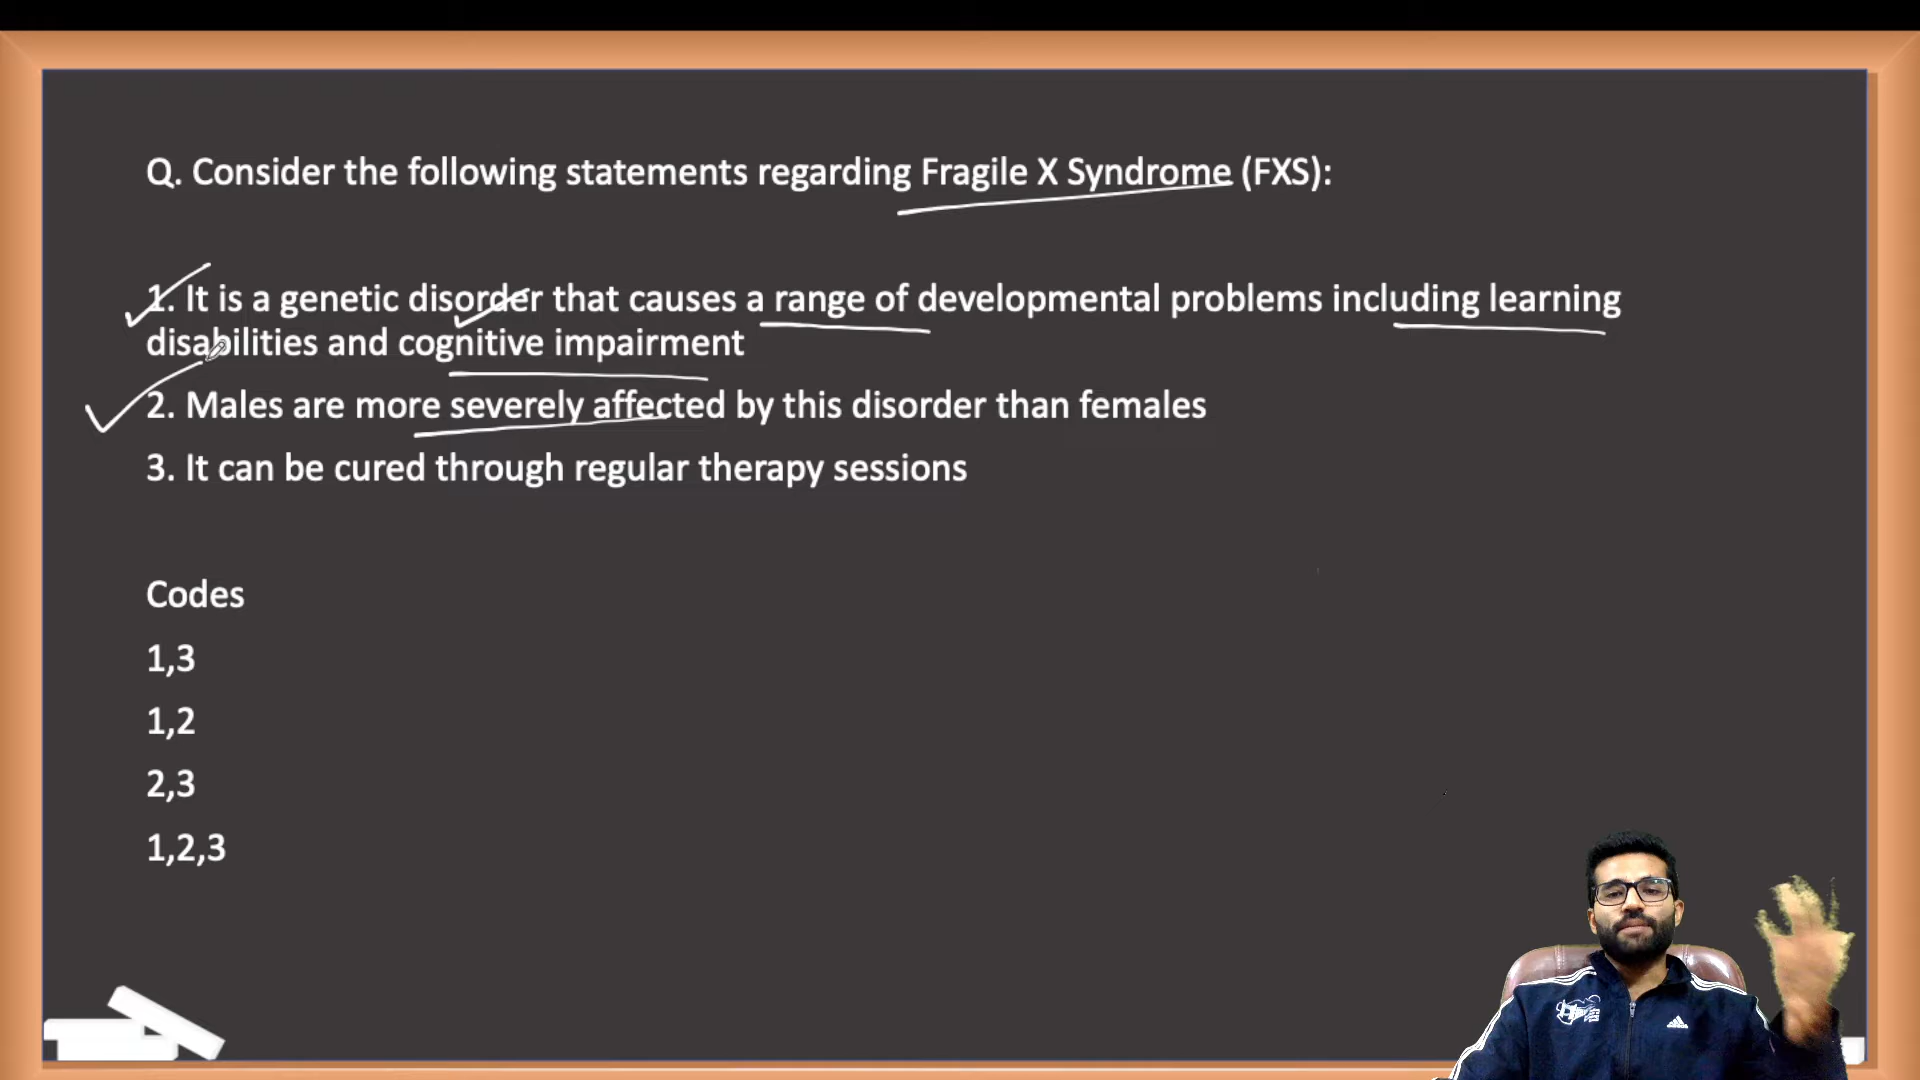 Q. Consider the following statements regarding Fragile X Syndrome (FXS):
1. It is a genetic disorder that causes a range of developmental problems including learning
disabilities and cognitive impairment
2. Males are more severely affected by this disorder than females
3. It can be cured through regular therapy sessions
Codes
1,3
1,2
2,3
1,2,3